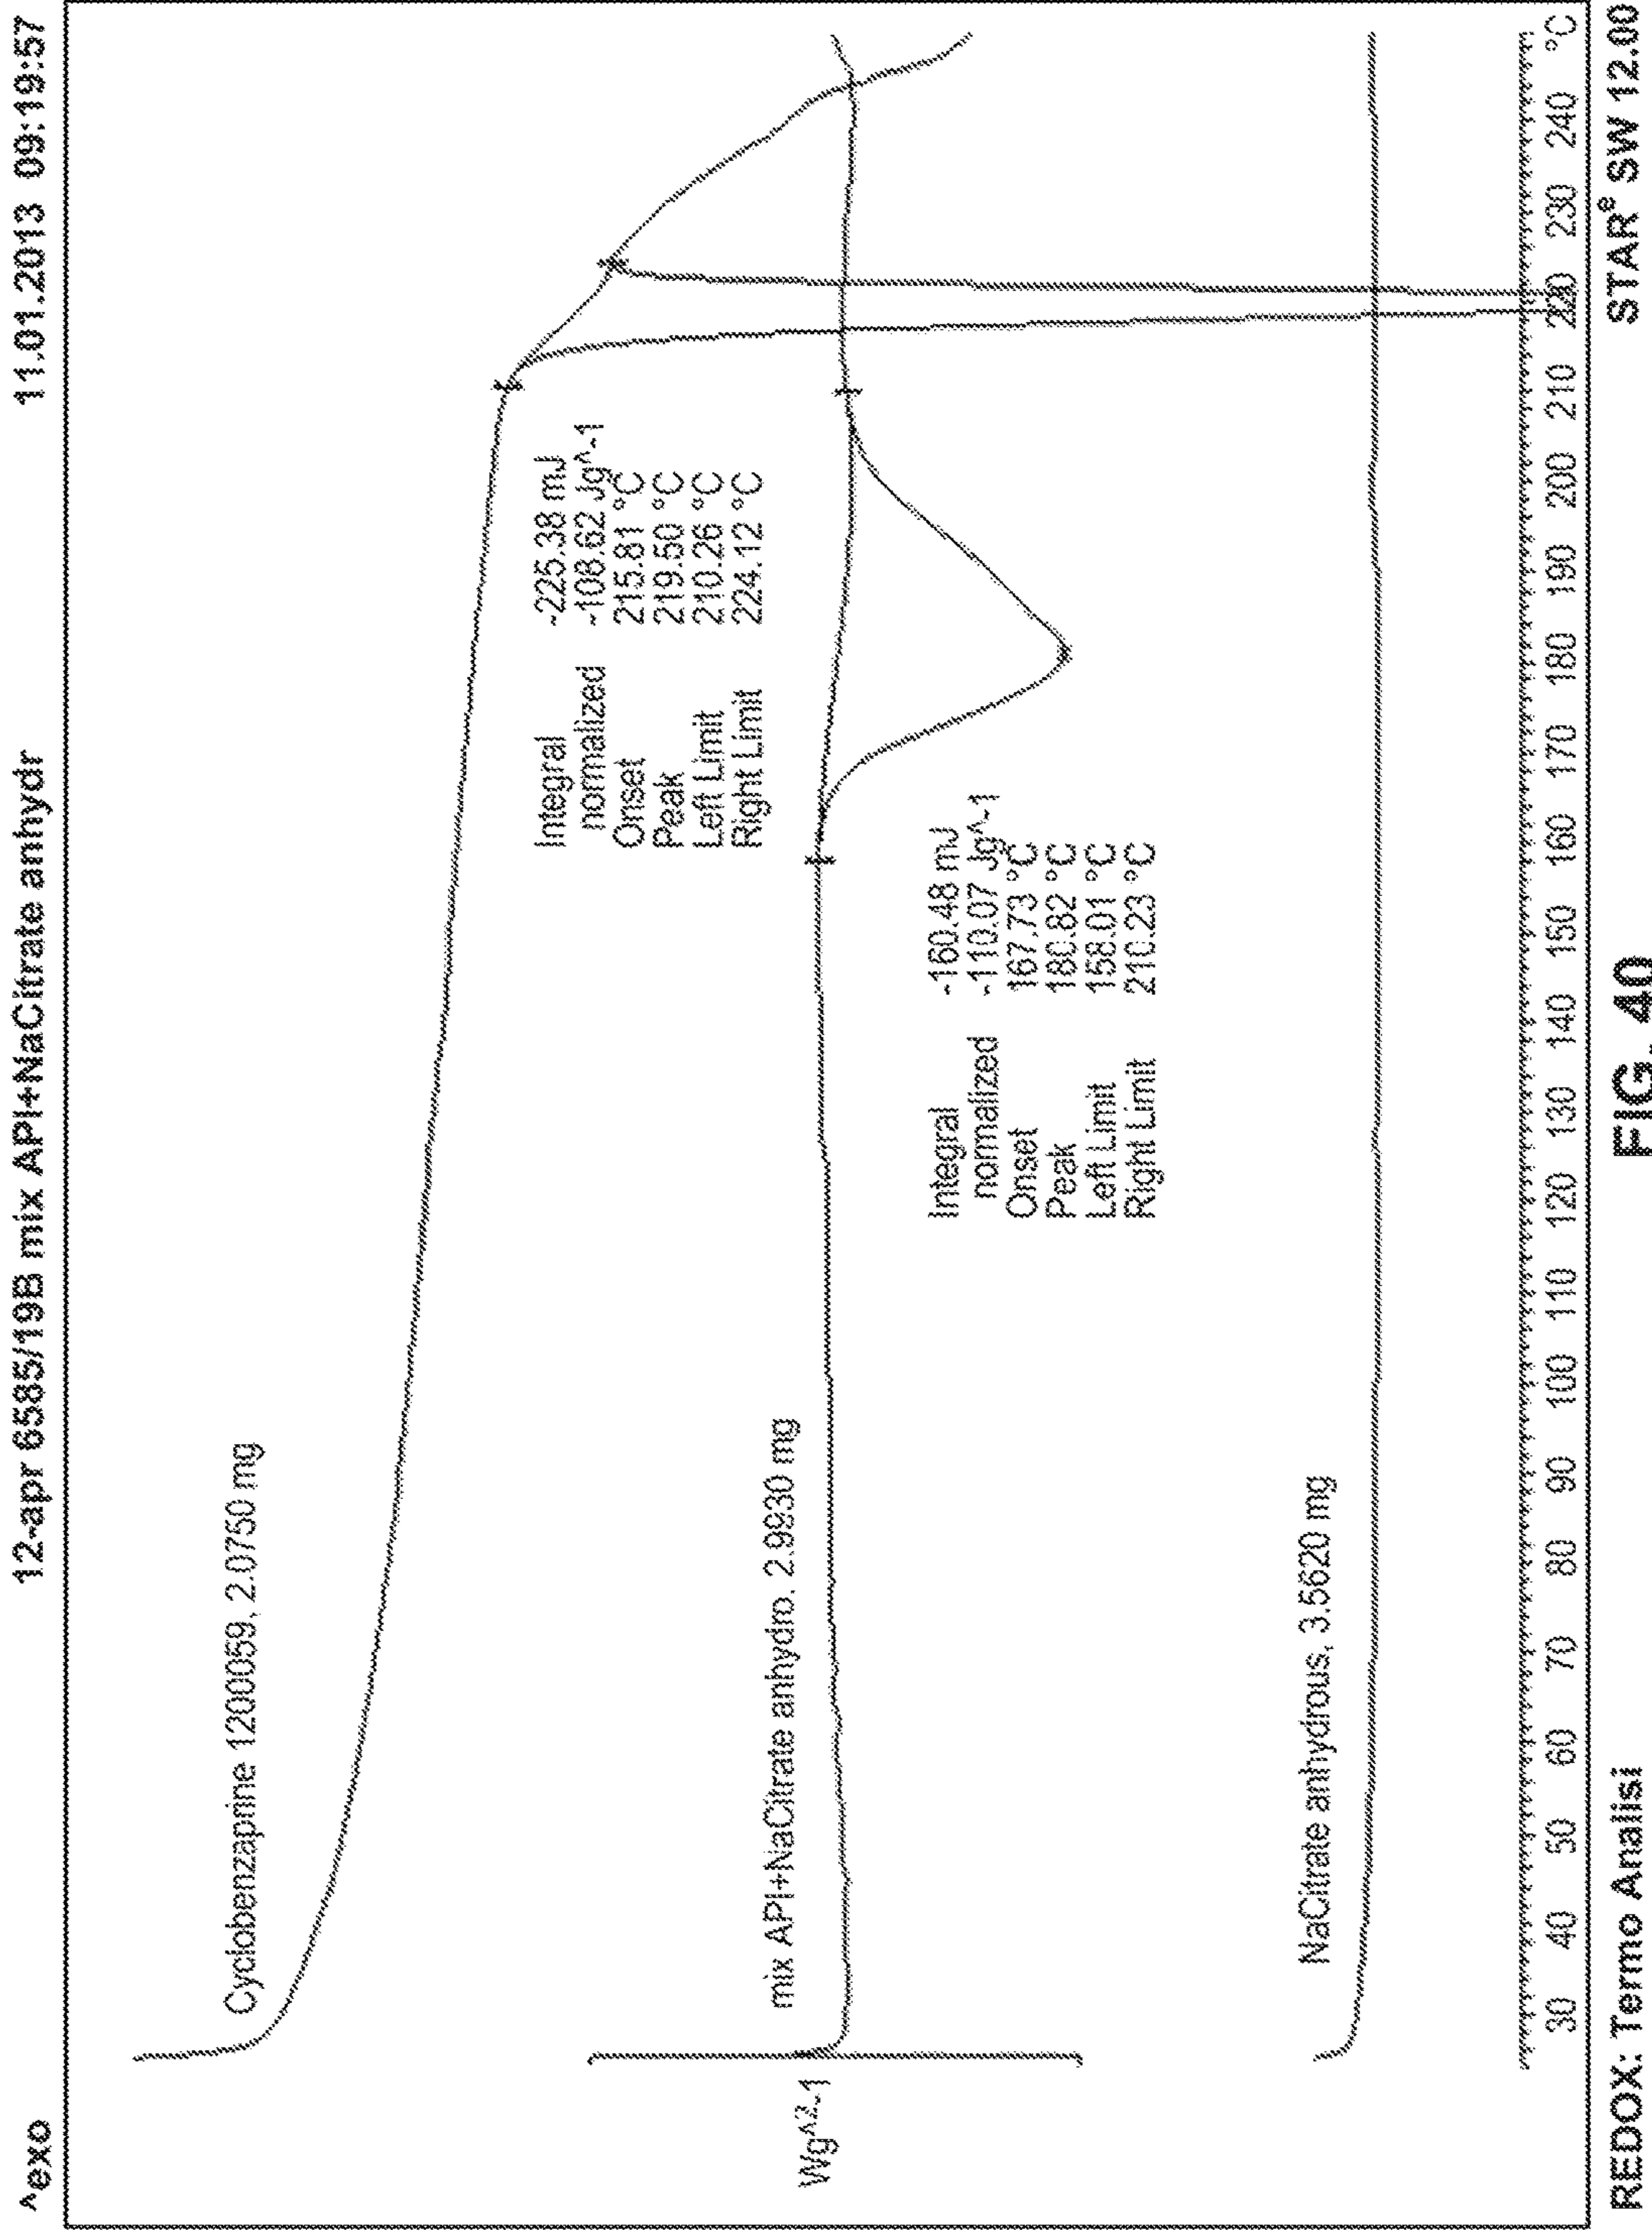 12-apr 6585/19B mix API+NaCitrate anhydr
11.01.2013 09:19:57
^exo
Cyclobenzaprine 1200059, 2.0750 mg
Integral -225.38 mJ
normalized -108.62 Jg^-1
Onset 215.81 °C
Peak 219.50 °C
Left Limit 210.26 °C
Right Limit 224.12 °C
mix API+NaCitrate anhydro. 2.9930 mg
Wg^-1
Integral -160.48 mJ
normalized -110.07 Jg^-1
Onset 167.73 °C
Peak 180.82 °C
Left Limit 158.01 °C
Right Limit 210.23 °C
NaCitrate anhydrous, 3.5620 mg
30 40 50 60 70 80 90 100 110 120 130 140 150 160 170 180 190 200 210 220 230 240 °C
REDOX: Termo Analisi
STARe SW 12.00
FIG. 40